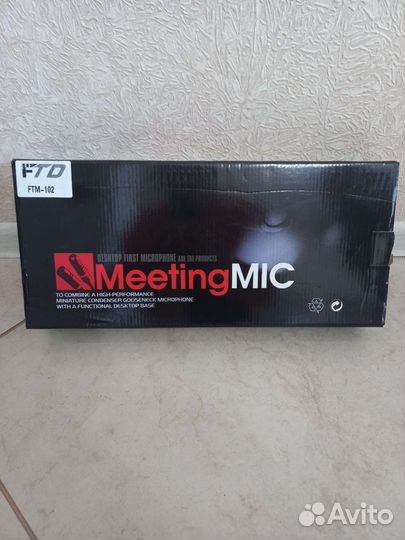 FTD
FTM-102
DESKTOP FIRST MICROPHONE ARE THE PRODUCTS
MeetingMIC
TO COMBINE A HIGH-PERFORMANCE
MINIATURE CONDENSER GOOSENECK MICROPHONE
WITH A FUNCTIONAL DESKTOP BASE
Avito